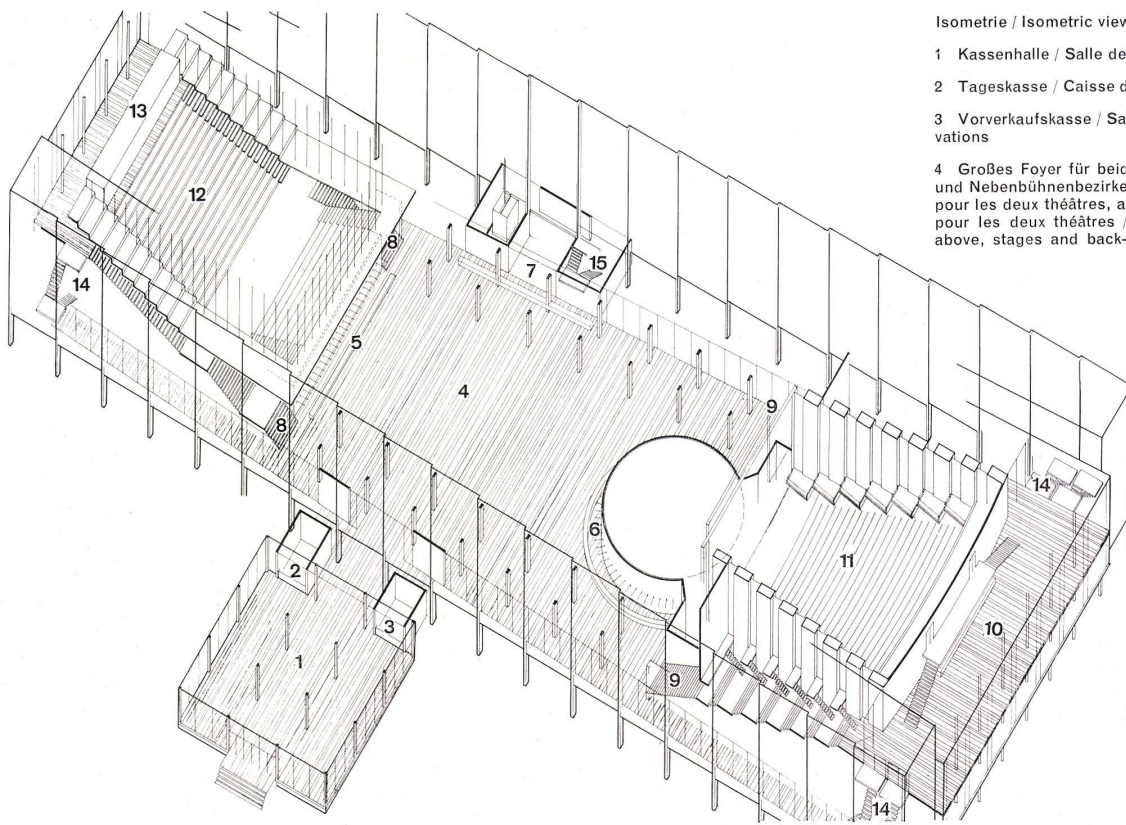 Isometrie / Isometric view
1 Kassenhalle / Salle de
2 Tageskasse / Caisse d
3 Vorverkaufskasse / Sa
vations
4 Großes Foyer für beid
und Nebenbühnenbezirke
pour les deux théâtres, a
pour les deux théâtres /
above, stages and back-
13
12
8
7
15
14
5
4
9
8
14
6
11
2
10
3
1
9
14